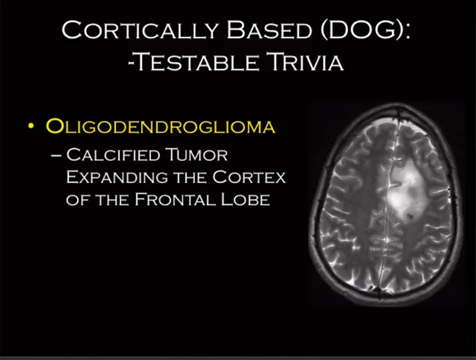 Cortically Based (DOG):
-Testable Trivia
• Oligodendroglioma
– Calcified Tumor
Expanding the Cortex
of the Frontal Lobe